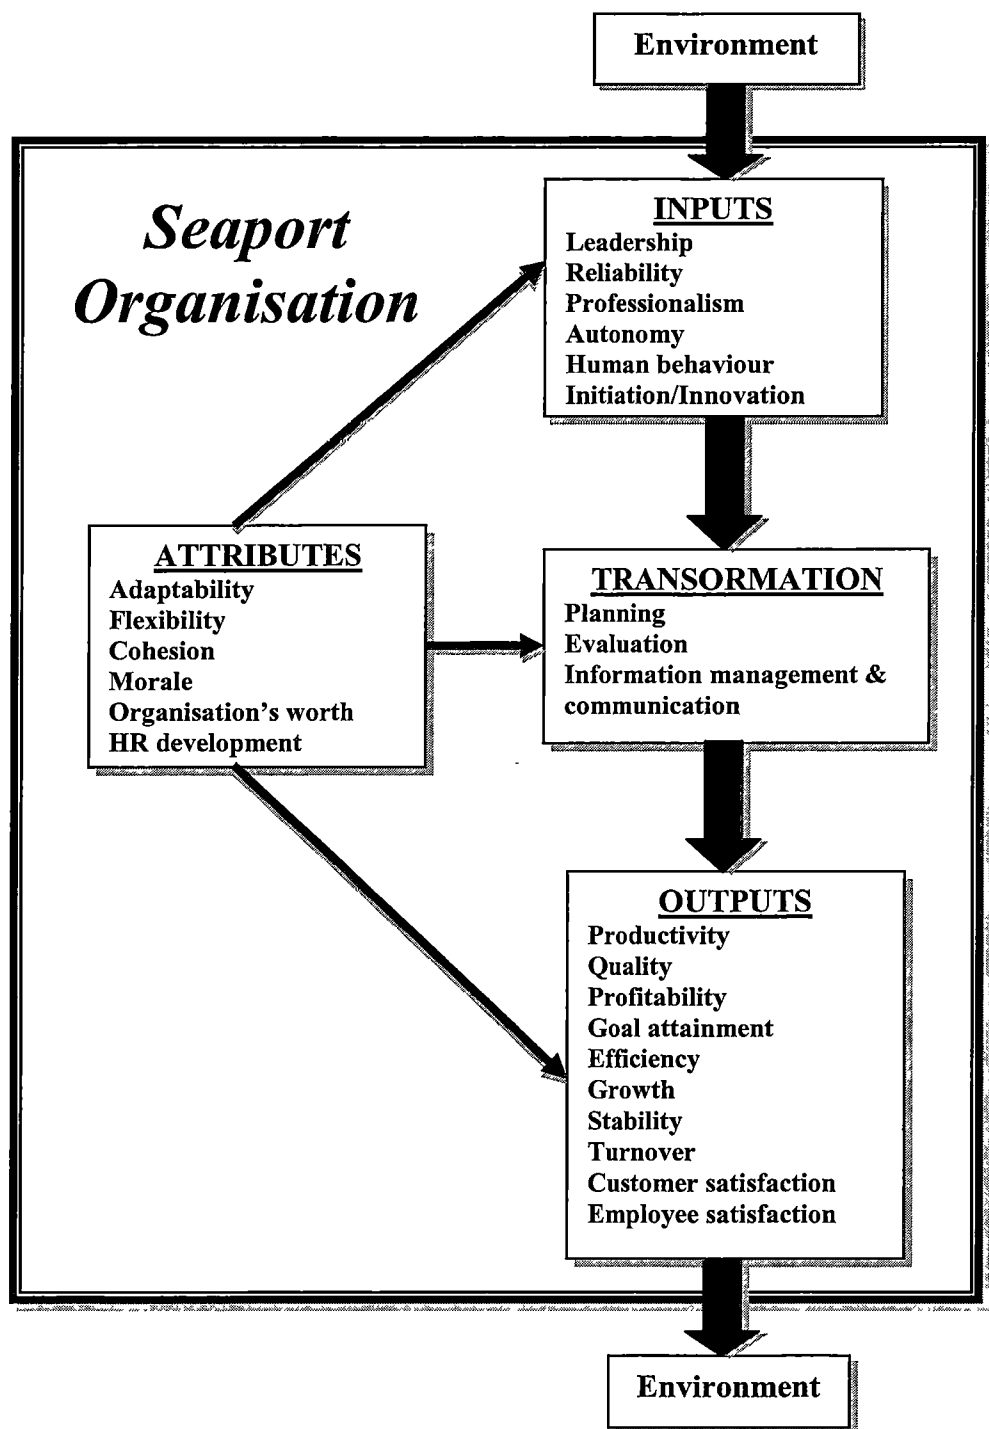 Environment
Seaport
Organisation
INPUTS
Leadership
Reliability
Professionalism
Autonomy
Human behaviour
Initiation/Innovation
ATTRIBUTES
Adaptability
Flexibility
Cohesion
Morale
Organisation's worth
HR development
TRANSORMATION
Planning
Evaluation
Information management &
communication
OUTPUTS
Productivity
Quality
Profitability
Goal attainment
Efficiency
Growth
Stability
Turnover
Customer satisfaction
Employee satisfaction
Environment